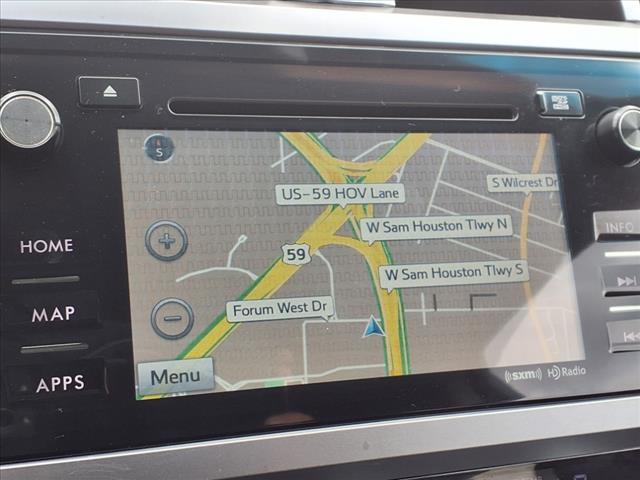 S
US-59 HOV Lane
S Wilcrest Dr
W Sam Houston Tlwy N
59
W Sam Houston Tlwy S
Forum West Dr
Menu
HOME
MAP
APPS
INFO
((sxm))
HD Radio